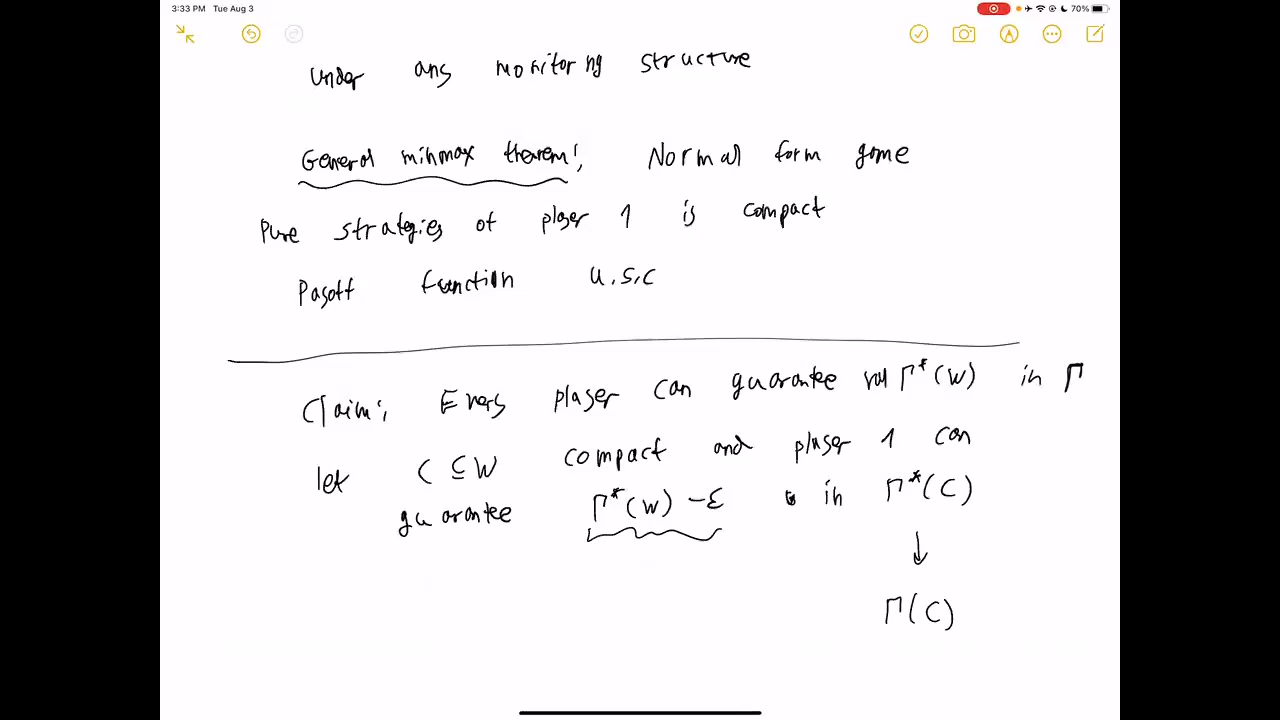 3:33 PM Tue Aug 3
70%
under any monitoring structure
General minmax theorem: Normal form game
Pure strategies of player 1 is compact
Payoff function u.s.c
Claim: Every player can guarantee val Γ*(W) in Γ
let C ⊆ W compact and player 1 can
guarantee Γ*(W) - ε in Γ*(C)
↓
Γ(C)